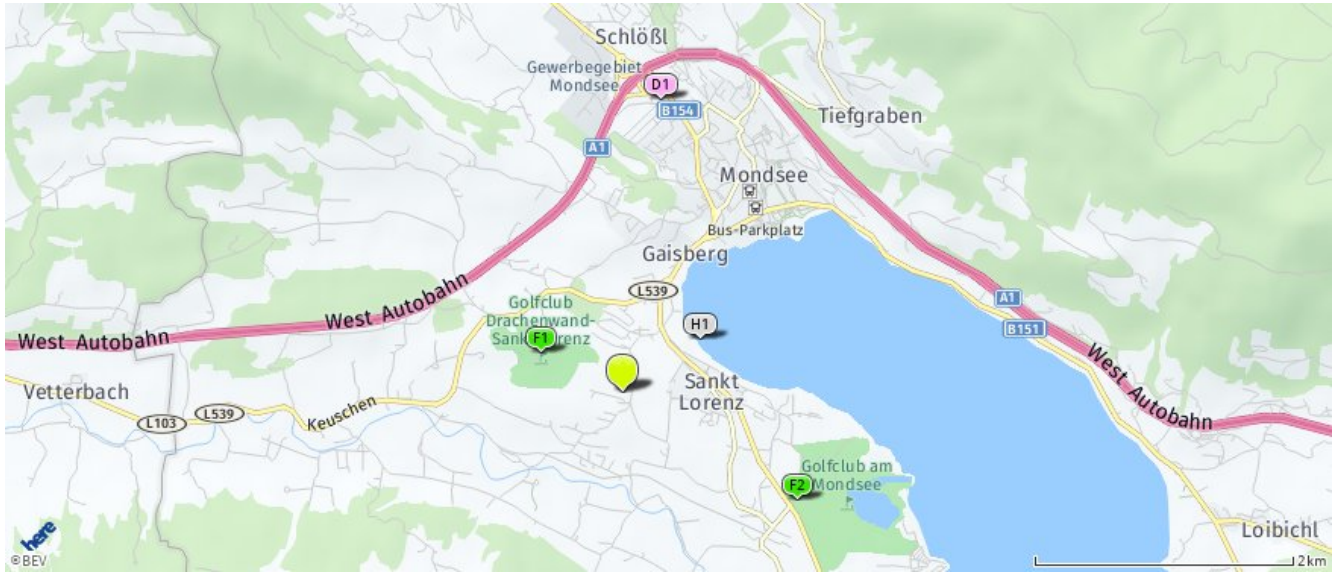 Schlößl
Gewerbegebiet
Mondsee
D1
B154
Tiefgraben
A1
Mondsee
Bus-Parkplatz
Gaisberg
L539
West Autobahn
West Autobahn
Golfclub
Drachenwand-
H1
A1
B151
F1
West Autobahn
Vetterbach
Sankt
Lorenz
L103
L539
Keuschen
Golfclub am
Mondsee
F2
Loibichl
here
©BEV
2km